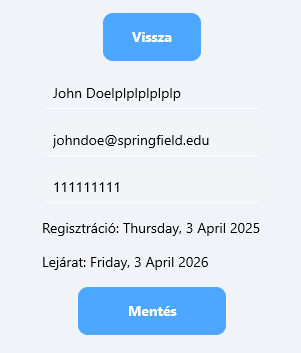 Vissza
John Doelplplplplplp
johndoe@springfield.edu
111111111
Regisztráció: Thursday, 3 April 2025
Lejárat: Friday, 3 April 2026
Mentés